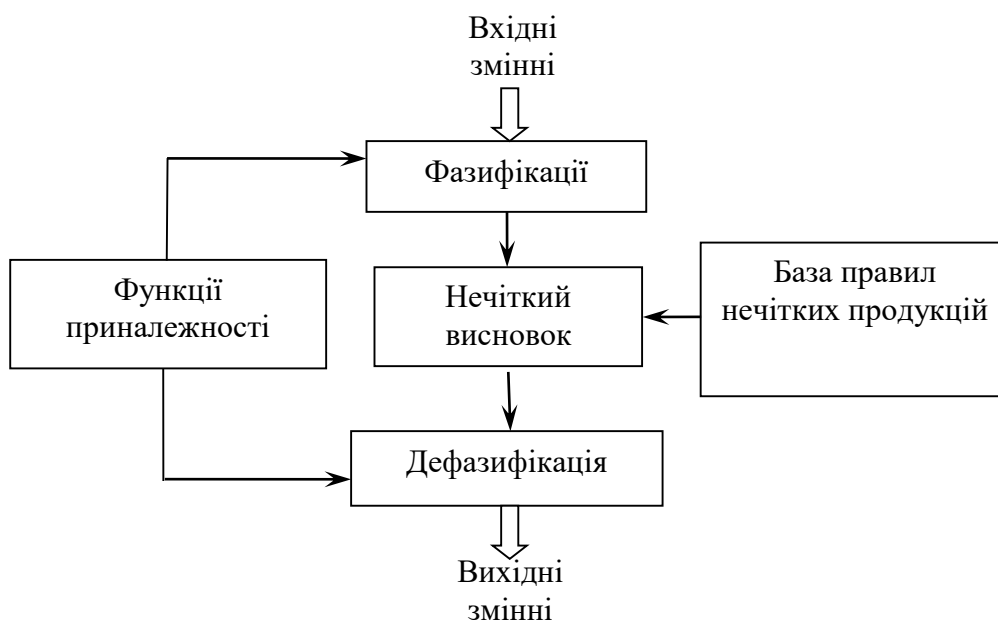 Вхідні
змінні
Фазифікації
Функції
приналежності
Нечіткий
висновок
База правил
нечітких продукцій
Дефазифікація
Вихідні
змінні